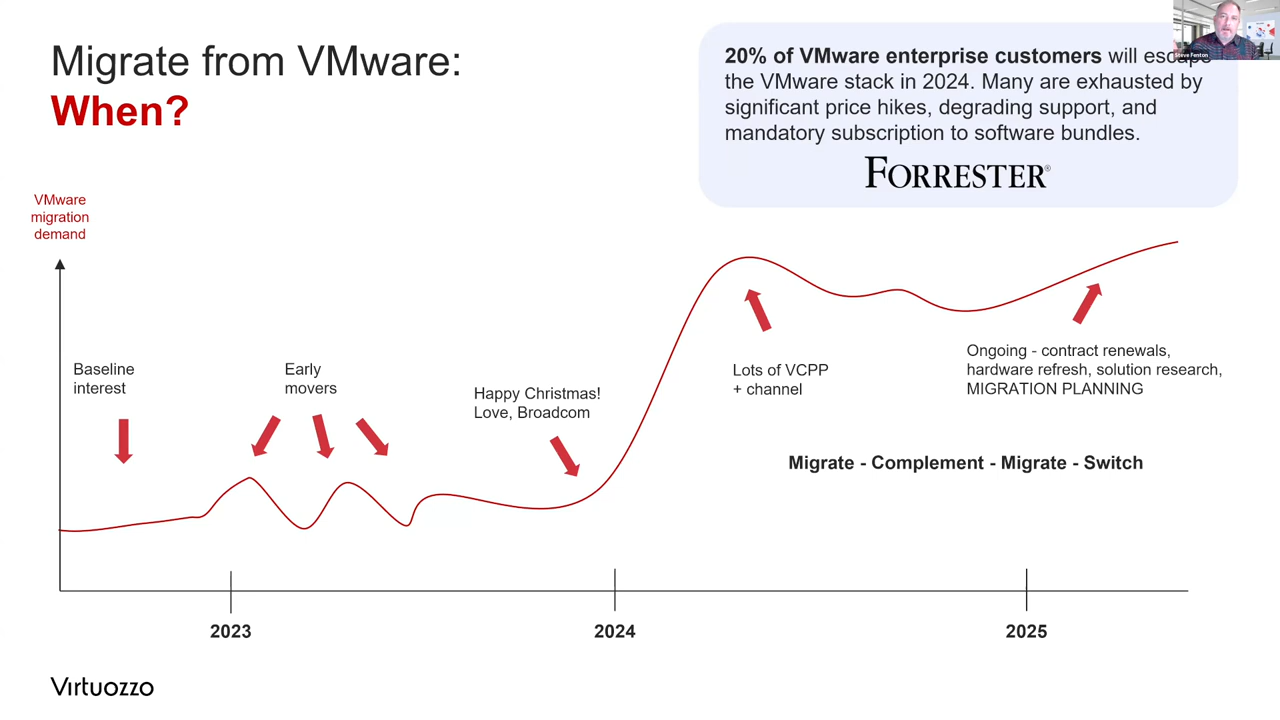 Migrate from VMware:
When?
20% of VMware enterprise customers will escape
the VMware stack in 2024. Many are exhausted by
significant price hikes, degrading support, and
mandatory subscription to software bundles.
FORRESTER®
Steve Fenton
VMware
migration
demand
Baseline
interest
Early
movers
Happy Christmas!
Love, Broadcom
Lots of VCPP
+ channel
Ongoing - contract renewals,
hardware refresh, solution research,
MIGRATION PLANNING
Migrate - Complement - Migrate - Switch
2023
2024
2025
Virtuozzo